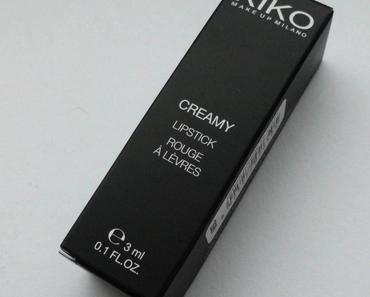 KIKO
MAKE UP MILANO
CREAMY
LIPSTICK
ROUGE
À LÈVRES
℮ 3 ml
0.1 FL.OZ.